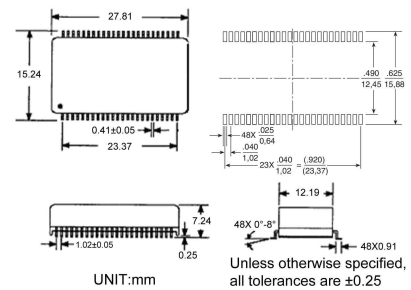 27.81
15.24
0.41±0.05
23.37
.490
12,45
.625
15,88
48X .025
0,64
.040
1,02
23X .040 = (.920)
1,02 (23,37)
7.24
1.02±0.05
0.25
12.19
48X 0°-8°
48X0.91
UNIT:mm
Unless otherwise specified,
all tolerances are ±0.25